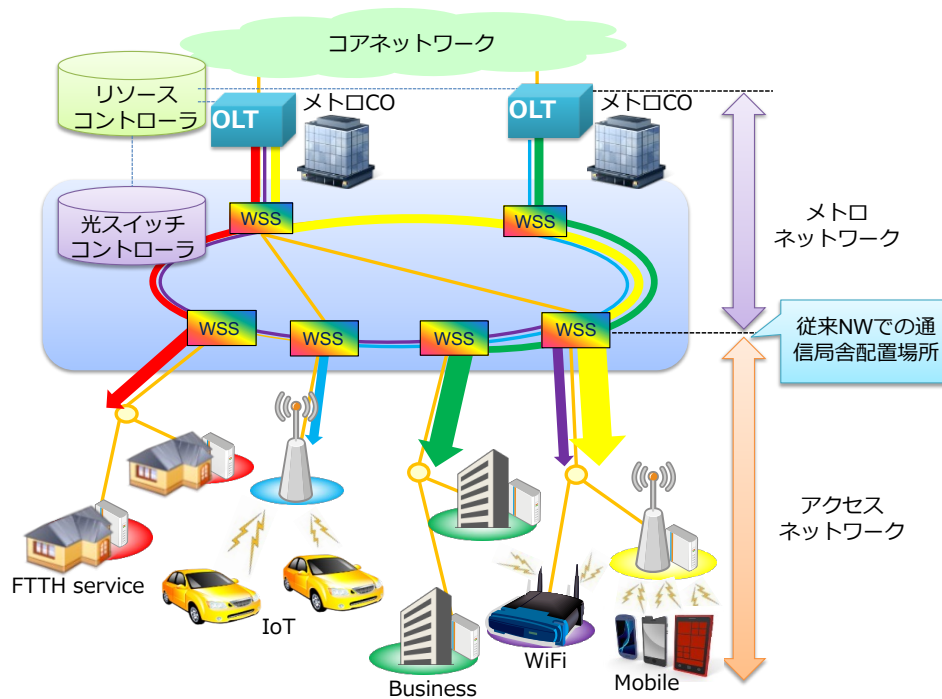 コアネットワーク
リソース
コントローラ
OLT
メトロCO
OLT
メトロCO
光スイッチ
コントローラ
WSS
WSS
メトロ
ネットワーク
WSS
WSS
WSS
WSS
従来NWでの通
信局舎配置場所
アクセス
ネットワーク
FTTH service
IoT
Business
WiFi
Mobile